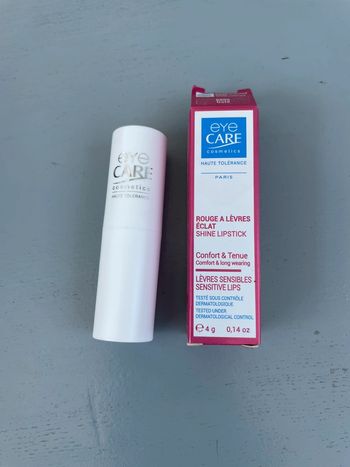 eye
CARE
cosmetics
HAUTE TOLÉRANCE
eye
CARE
cosmetics
HAUTE TOLÉRANCE
PARIS
ROUGE A LÈVRES
ÉCLAT
SHINE LIPSTICK
Confort & Tenue
Comfort & long wearing
LÈVRES SENSIBLES
SENSITIVE LIPS
TESTÉ SOUS CONTRÔLE
DERMATOLOGIQUE
TESTED UNDER
DERMATOLOGICAL CONTROL
℮ 4 g 0,14 oz